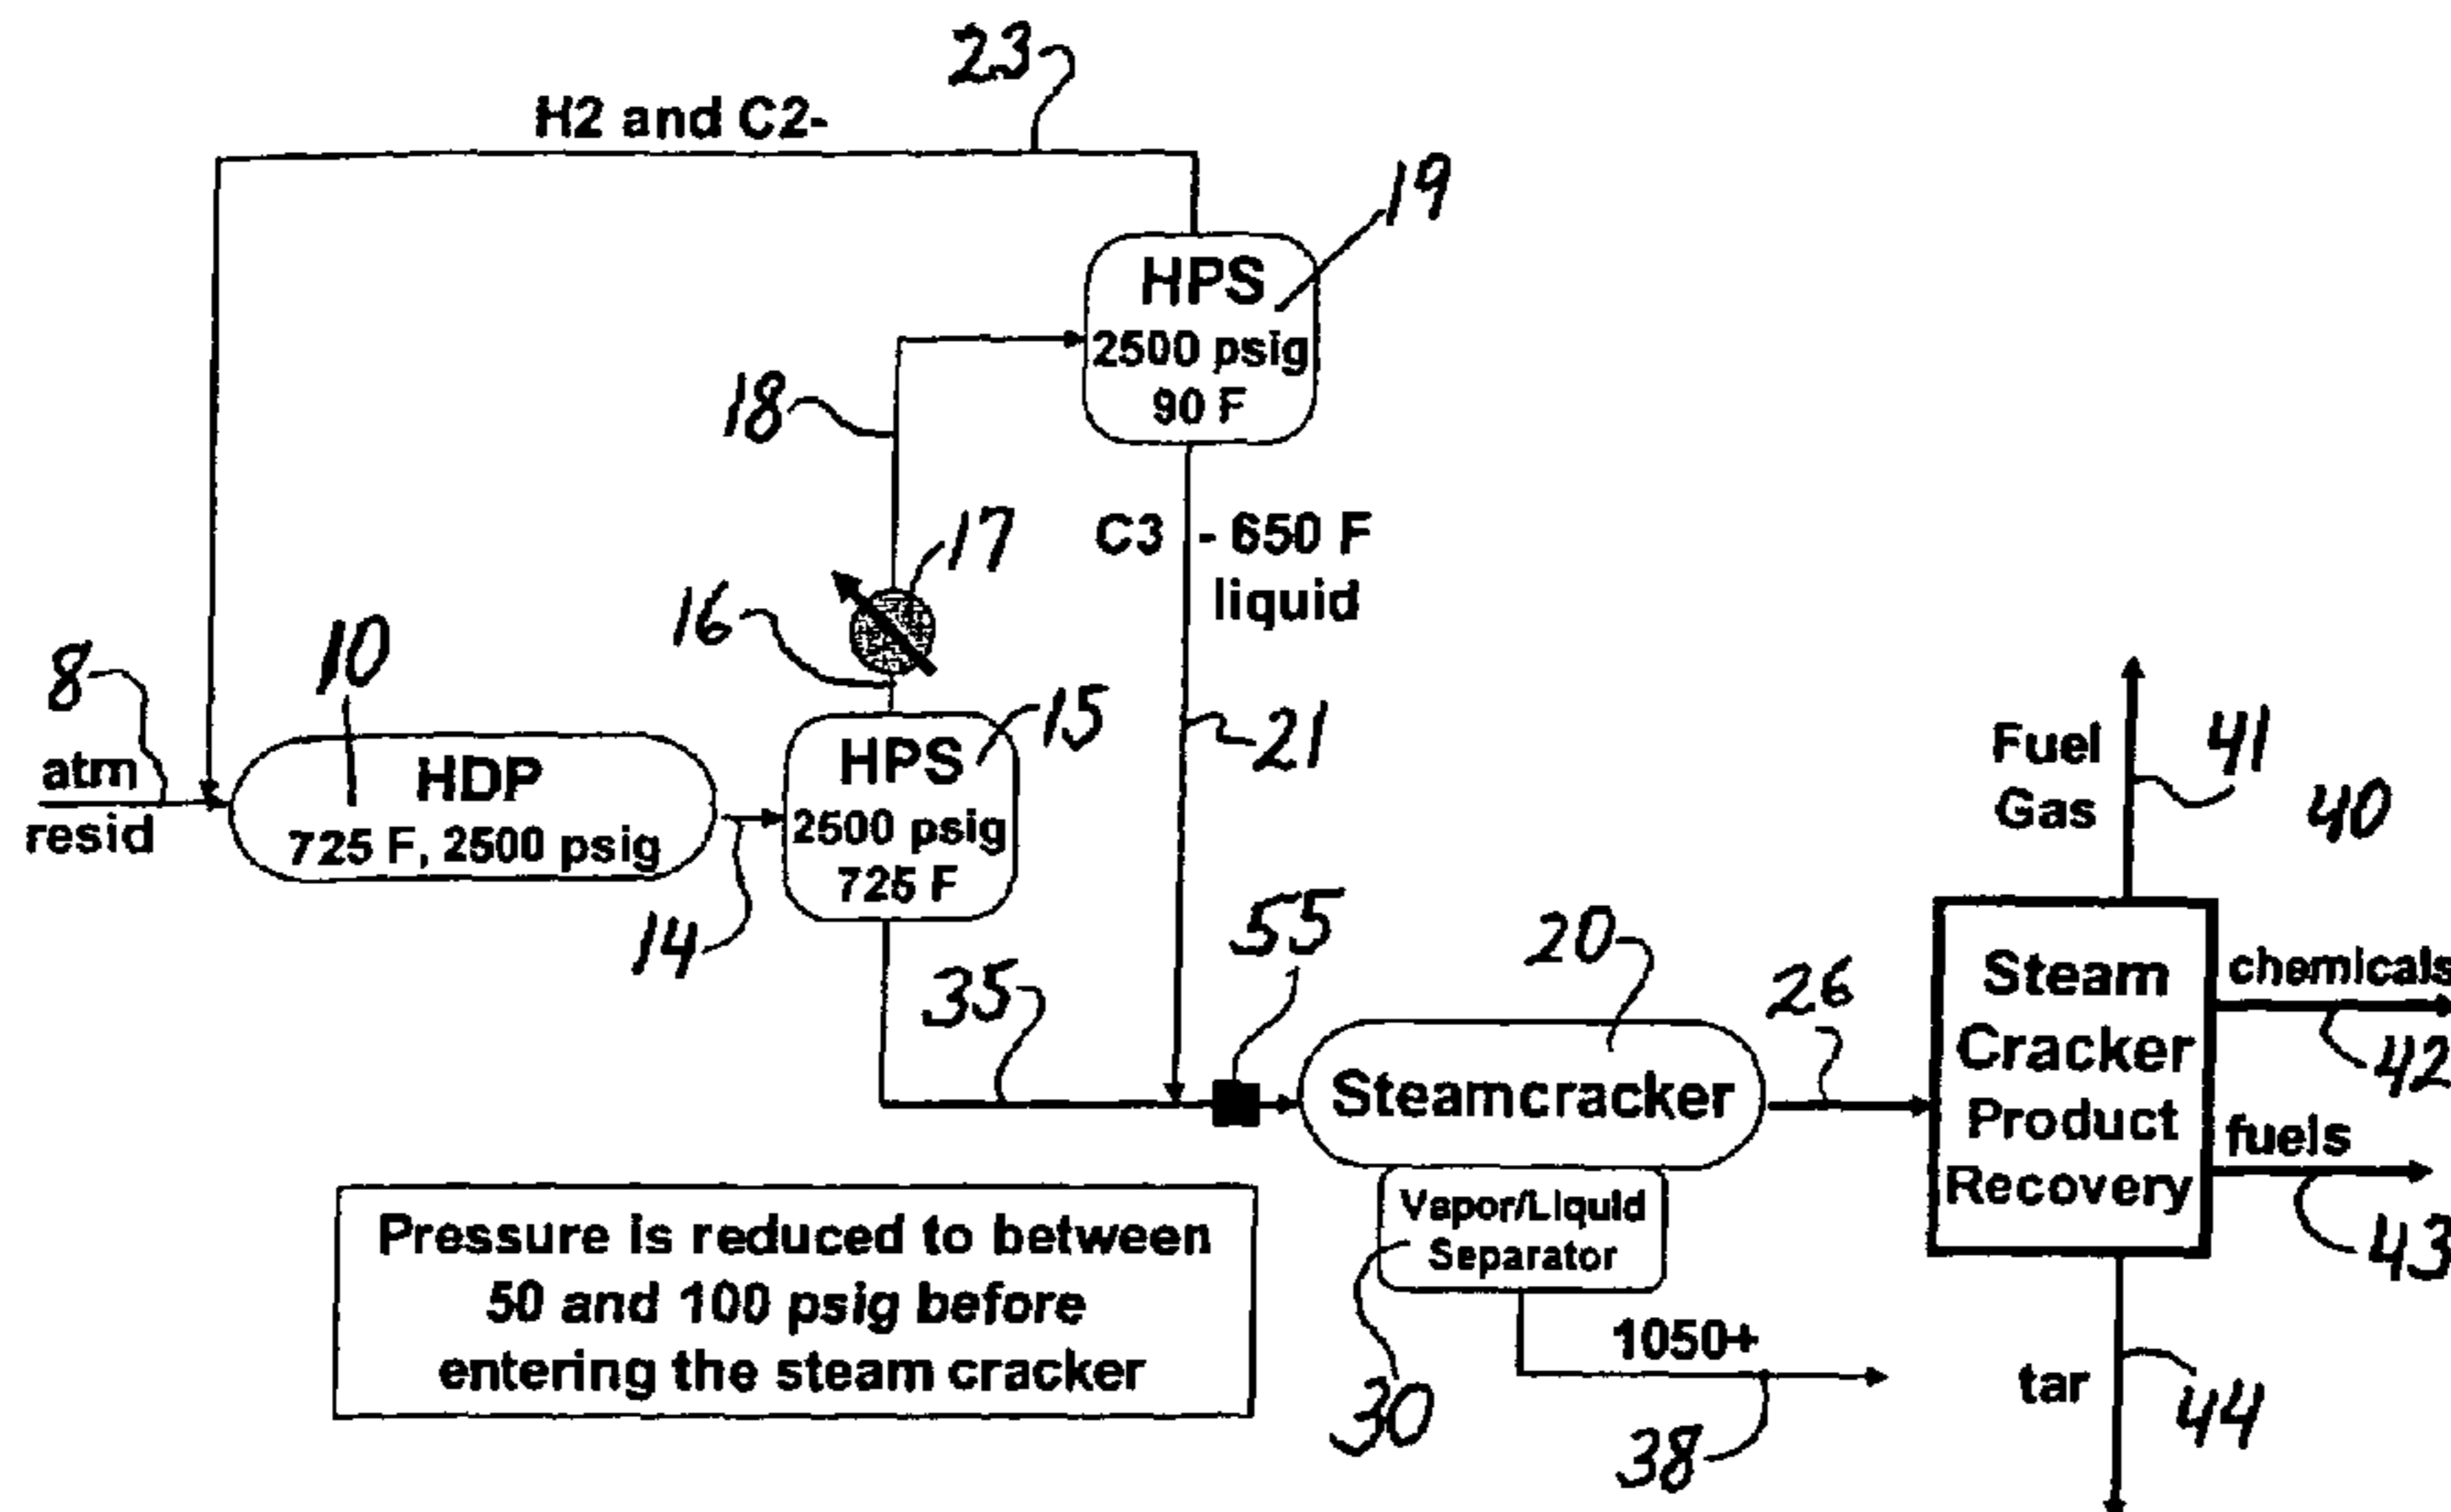 23
H2 and C2-
19
HPS
2500 psig
90 F
18
17
C3 - 650 F
liquid
16
8
10
15
21
atm
resid
HDP
725 F, 2500 psig
HPS
2500 psig
725 F
14
Fuel
Gas
41
40
35
55
20
26
Steamcracker
Steam
Cracker
Product
Recovery
chemicals
42
fuels
43
Vapor/Liquid
Separator
30
1050+
38
tar
44
Pressure is reduced to between
50 and 100 psig before
entering the steam cracker